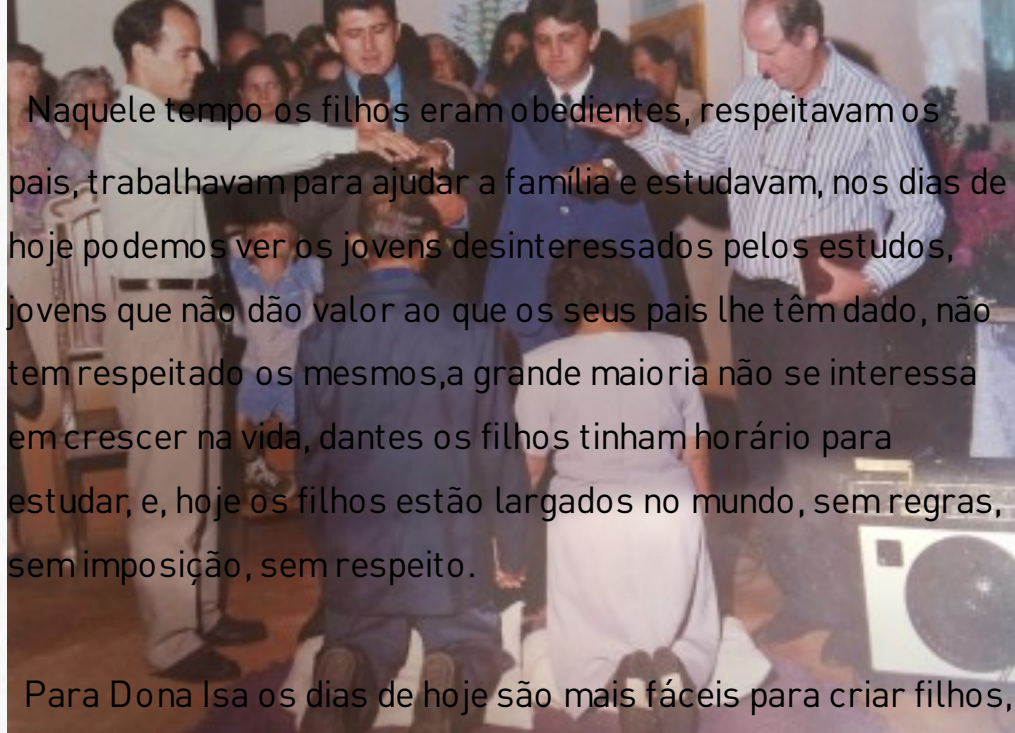 Naquele tempo os filhos eram obedientes, respeitavam os
pais, trabalhavam para ajudar a família e estudavam, nos dias de
hoje podemos ver os jovens desinteressados pelos estudos,
jovens que não dão valor ao que os seus pais lhe têm dado, não
tem respeitado os mesmos,a grande maioria não se interessa
em crescer na vida, dantes os filhos tinham horário para
estudar, e, hoje os filhos estão largados no mundo, sem regras,
sem imposição, sem respeito.
Para Dona Isa os dias de hoje são mais fáceis para criar filhos,